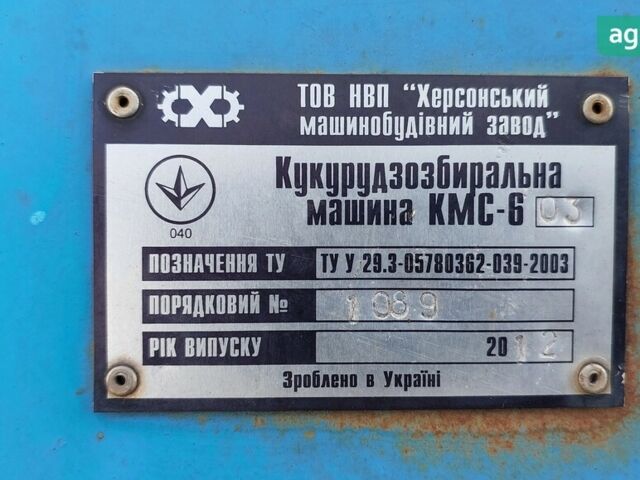 ag
ТОВ НВП "Херсонський
машинобудівний завод"
Кукурудзозбиральна
машина КМС-6 03
040
ПОЗНАЧЕННЯ ТУ ТУ У 29.3-05780362-039-2003
ПОРЯДКОВИЙ № 1089
РІК ВИПУСКУ 2012
Зроблено в Україні